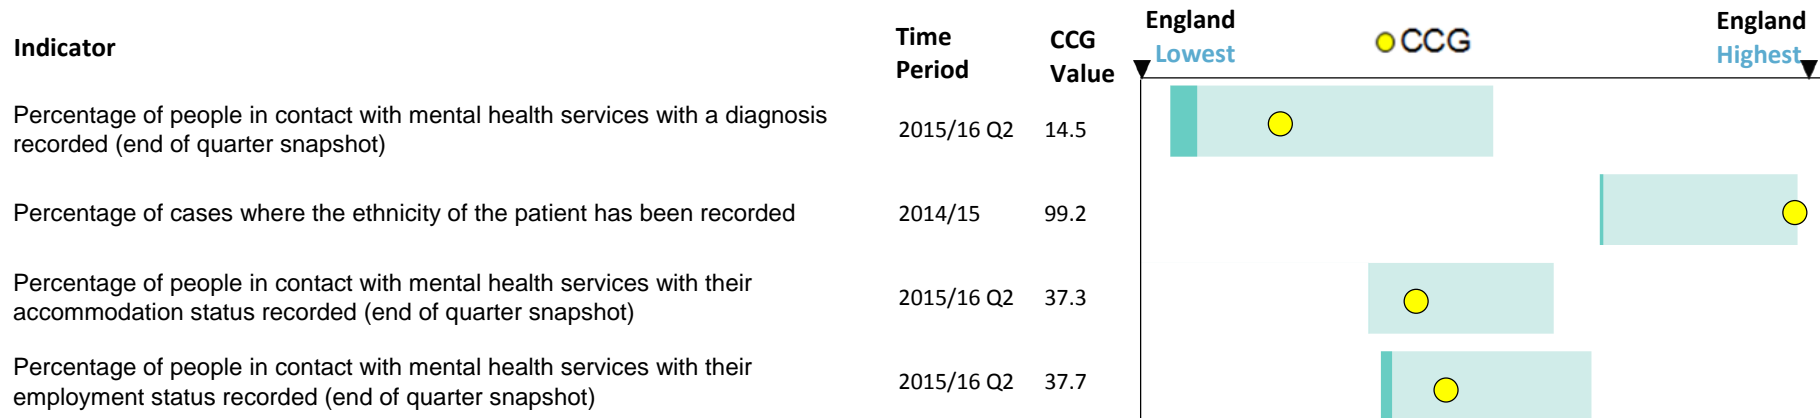 Indicator
Time
Period
CCG
Value
England
Lowest
CCG
England
Highest
Percentage of people in contact with mental health services with a diagnosis
recorded (end of quarter snapshot)
2015/16 Q2
14.5
Percentage of cases where the ethnicity of the patient has been recorded
2014/15
99.2
Percentage of people in contact with mental health services with their
accommodation status recorded (end of quarter snapshot)
2015/16 Q2
37.3
Percentage of people in contact with mental health services with their
employment status recorded (end of quarter snapshot)
2015/16 Q2
37.7